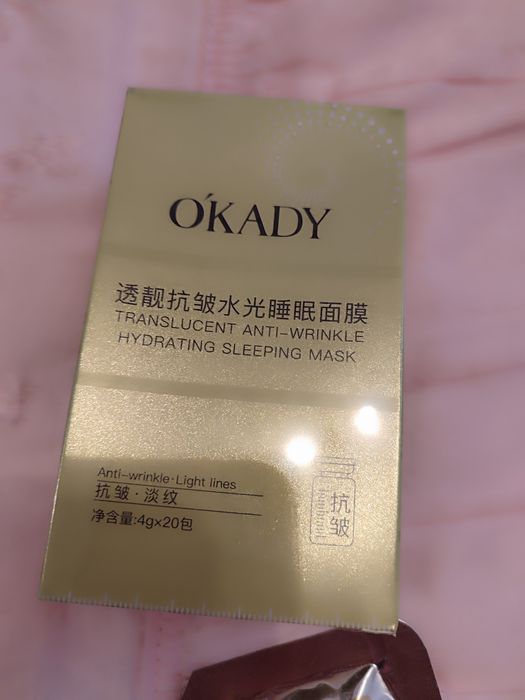 O'KADY
透靓抗皱水光睡眠面膜
TRANSLUCENT ANTI-WRINKLE
HYDRATING SLEEPING MASK
Anti-wrinkle·Light lines
抗皱·淡纹
净含量:4g×20包
抗皱